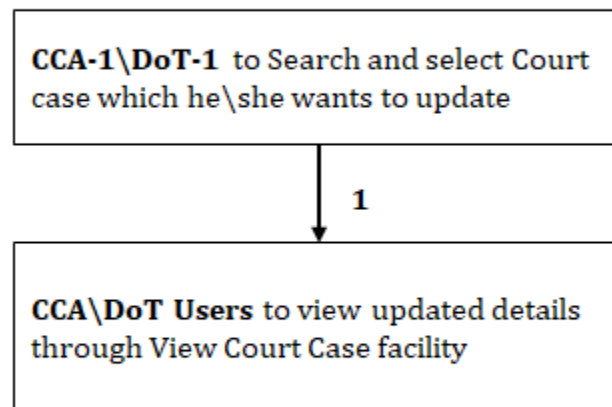 CCA-1\DoT-1 to Search and select Court
case which he\she wants to update
1
CCA\DoT Users to view updated details
through View Court Case facility